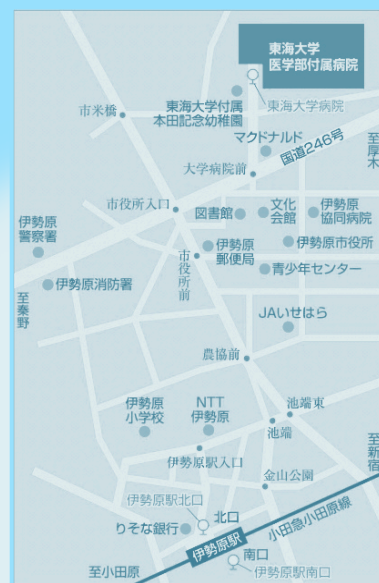 東海大学
医学部付属病院
東海大学病院
東海大学付属
本田記念幼稚園
市米橋
マクドナルド
国道246号
至厚木
大学病院前
市役所入口
図書館
文化
会館
伊勢原
協同病院
伊勢原
警察署
市役所前
伊勢原
郵便局
伊勢原市役所
青少年センター
伊勢原消防署
至秦野
JAいせはら
農協前
伊勢原
小学校
NTT
伊勢原
池端東
池端
至新宿
伊勢原駅入口
金山公園
伊勢原駅北口
北口
りそな銀行
小田急小田原線
伊勢原駅
南口
伊勢原駅南口
至小田原